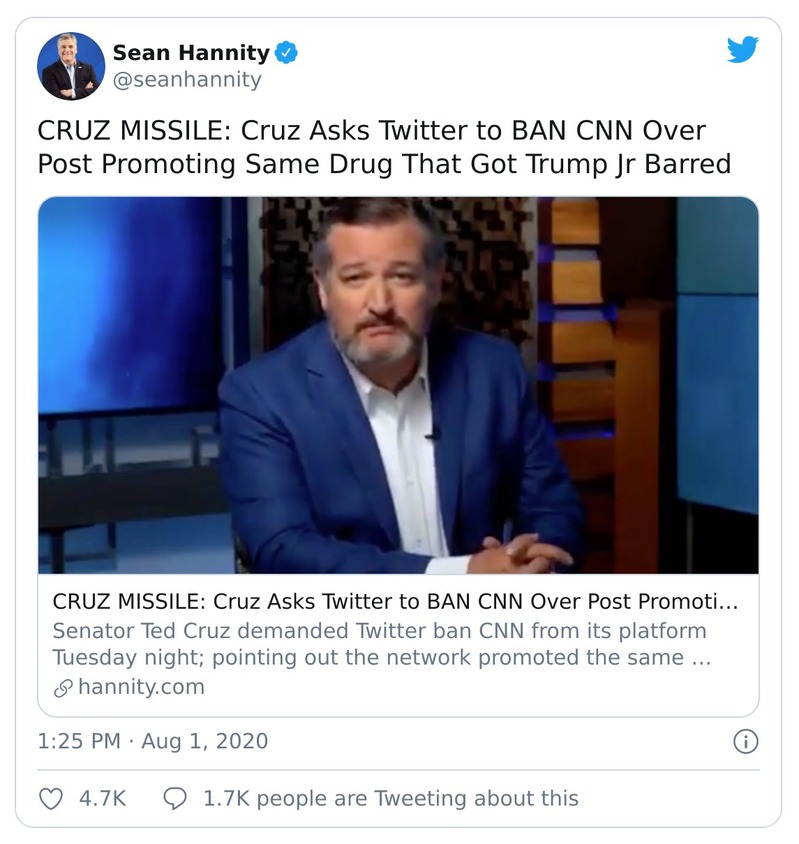 Sean Hannity
@seanhannity
CRUZ MISSILE: Cruz Asks Twitter to BAN CNN Over
Post Promoting Same Drug That Got Trump Jr Barred
CRUZ MISSILE: Cruz Asks Twitter to BAN CNN Over Post Promoti...
Senator Ted Cruz demanded Twitter ban CNN from its platform
Tuesday night; pointing out the network promoted the same ...
hannity.com
1:25 PM · Aug 1, 2020
4.7K 1.7K people are Tweeting about this